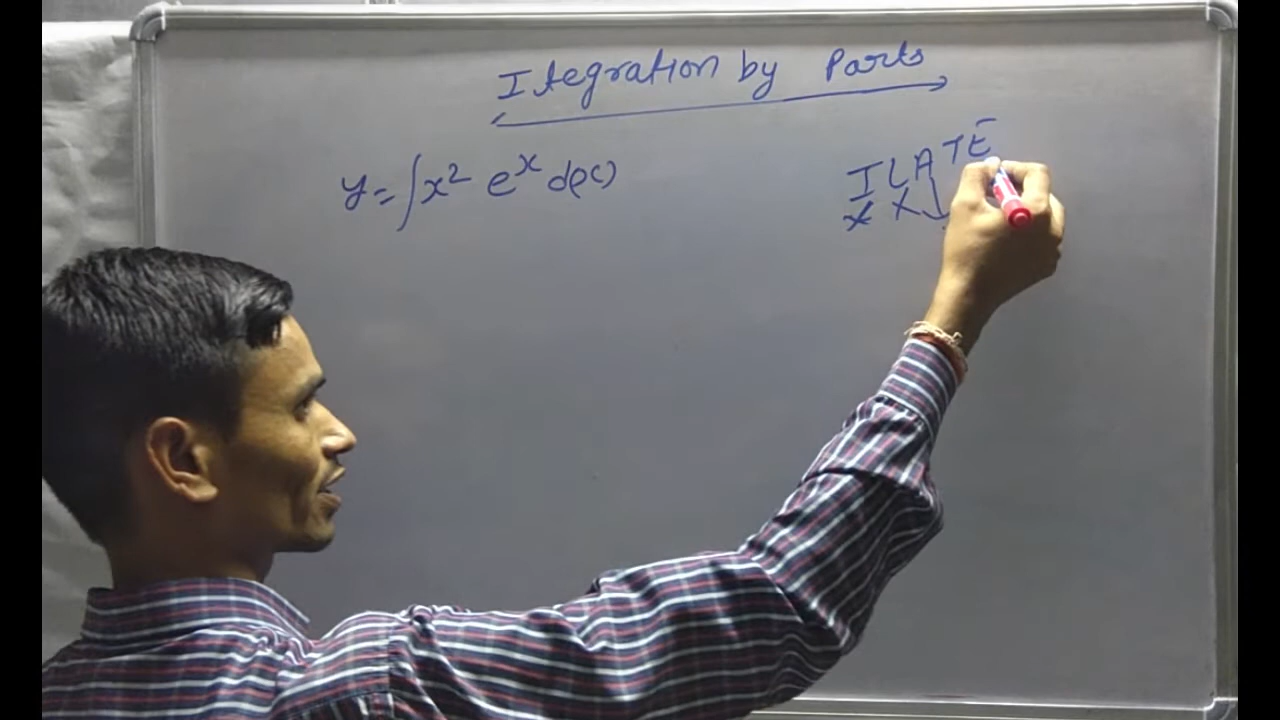 Itegration by Parts
y = ∫ x² eˣ d(x)
ILATE
x x